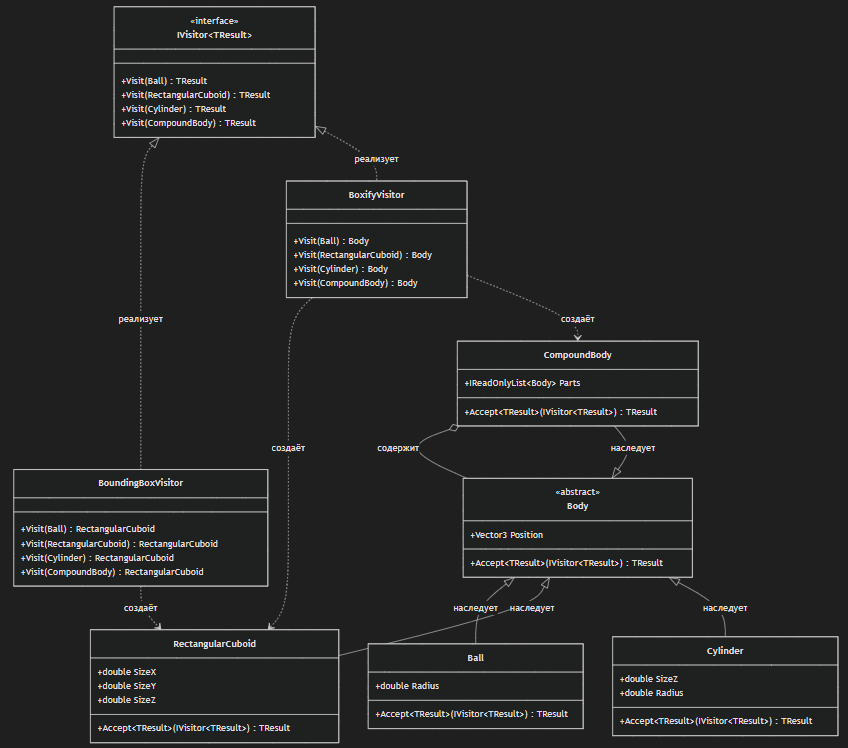 «interface»
IVisitor<TResult>
+Visit(Ball) : TResult
+Visit(RectangularCuboid) : TResult
+Visit(Cylinder) : TResult
+Visit(CompoundBody) : TResult
реализует
BoxifyVisitor
+Visit(Ball) : Body
+Visit(RectangularCuboid) : Body
+Visit(Cylinder) : Body
+Visit(CompoundBody) : Body
реализует
создаёт
CompoundBody
+IReadOnlyList<Body> Parts
+Accept<TResult>(IVisitor<TResult>) : TResult
создаёт
содержит
наследует
BoundingBoxVisitor
+Visit(Ball) : RectangularCuboid
+Visit(RectangularCuboid) : RectangularCuboid
+Visit(Cylinder) : RectangularCuboid
+Visit(CompoundBody) : RectangularCuboid
«abstract»
Body
+Vector3 Position
+Accept<TResult>(IVisitor<TResult>) : TResult
создаёт
наследует
наследует
наследует
RectangularCuboid
+double SizeX
+double SizeY
+double SizeZ
+Accept<TResult>(IVisitor<TResult>) : TResult
Ball
+double Radius
+Accept<TResult>(IVisitor<TResult>) : TResult
Cylinder
+double SizeZ
+double Radius
+Accept<TResult>(IVisitor<TResult>) : TResult